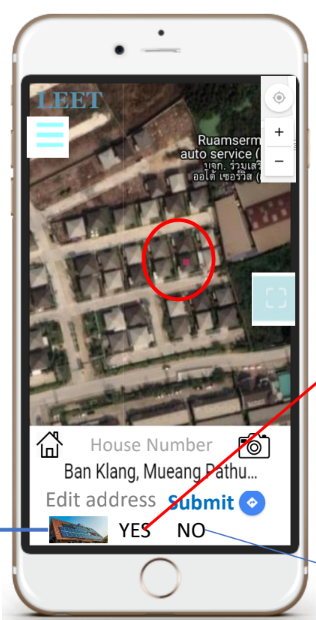 LEET
Ruamserm
auto service (
บจก. ร่วมเสริ
ออโต้ เซอร์วิส (
+
−
House Number
Ban Klang, Mueang Pathu...
Edit address Submit
YES NO